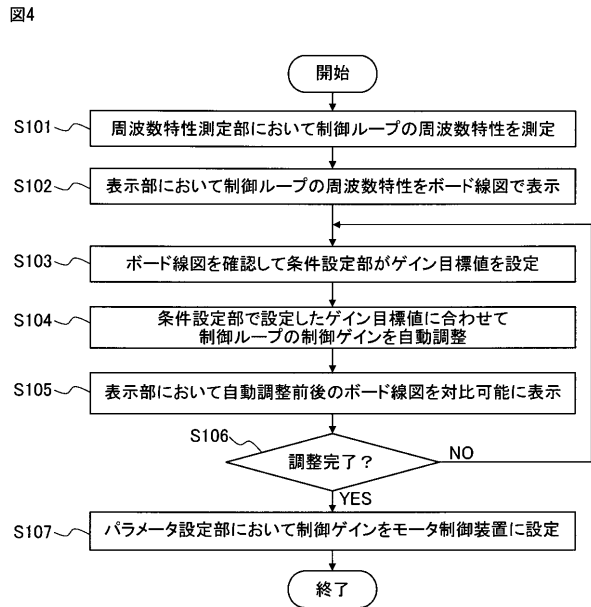 図4
開始
S101
周波数特性測定部において制御ループの周波数特性を測定
S102
表示部において制御ループの周波数特性をボード線図で表示
S103
ボード線図を確認して条件設定部がゲイン目標値を設定
S104
条件設定部で設定したゲイン目標値に合わせて
制御ループの制御ゲインを自動調整
S105
表示部において自動調整前後のボード線図を対比可能に表示
S106
調整完了？
NO
YES
S107
パラメータ設定部において制御ゲインをモータ制御装置に設定
終了